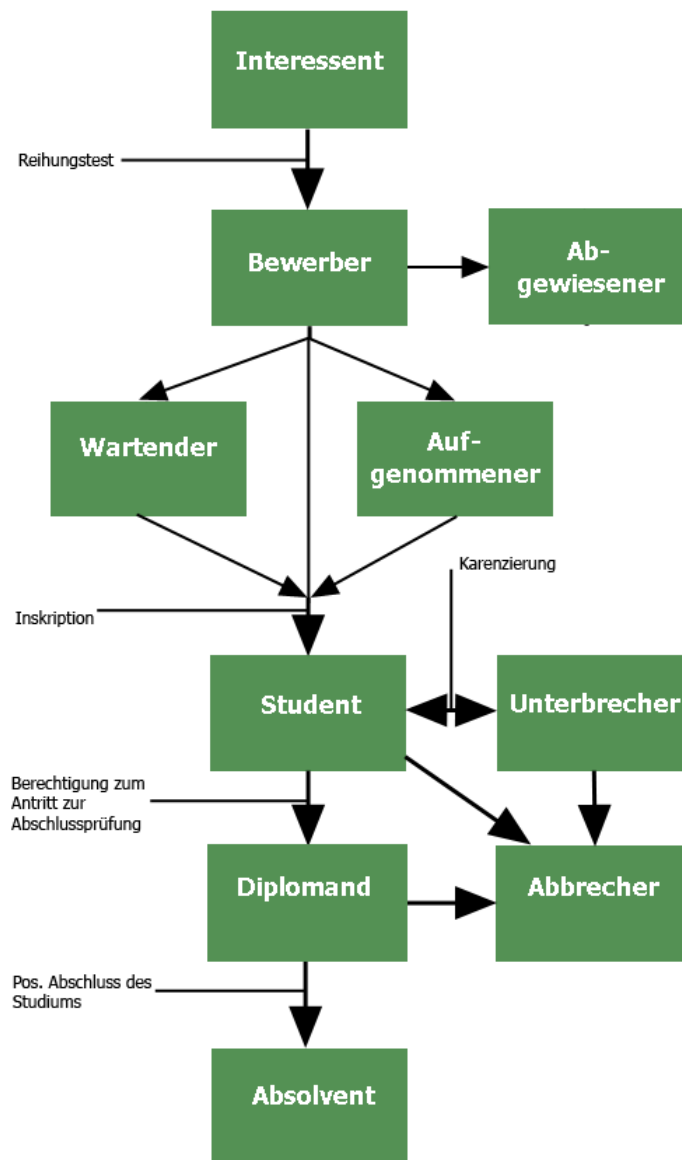 Interessent
Reihungstest
Bewerber
Ab-
gewiesener
Wartender
Auf-
genommener
Karenzierung
Inskription
Student
Unterbrecher
Berechtigung zum
Antritt zur
Abschlussprüfung
Diplomand
Abbrecher
Pos. Abschluss des
Studiums
Absolvent